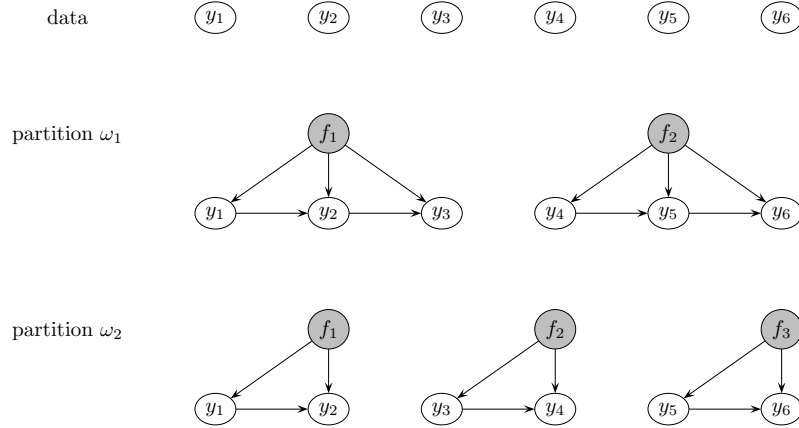 data y₁ y₂ y₃ y₄ y₅ y₆
partition ω₁
f₁ f₂
y₁ y₂ y₃ y₄ y₅ y₆
partition ω₂
f₁ f₂ f₃
y₁ y₂ y₃ y₄ y₅ y₆